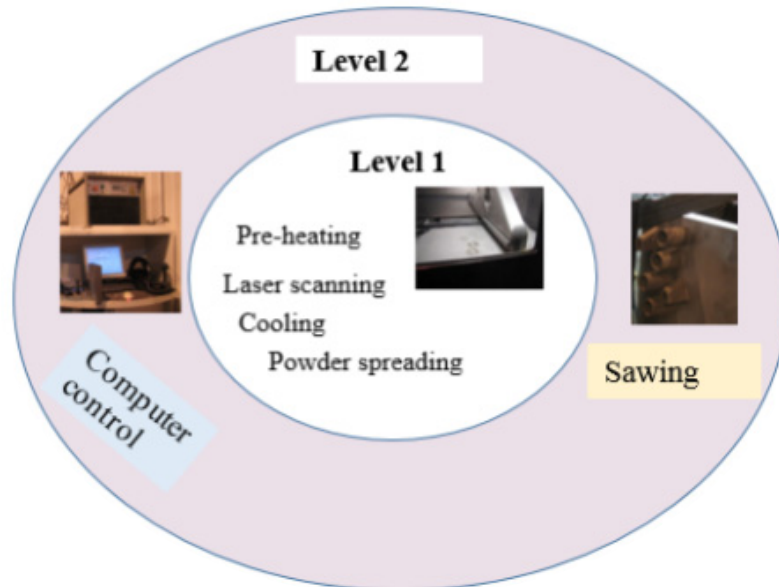 Level 2
Level 1
Pre-heating
Laser scanning
Cooling
Powder spreading
Computer
control
Sawing